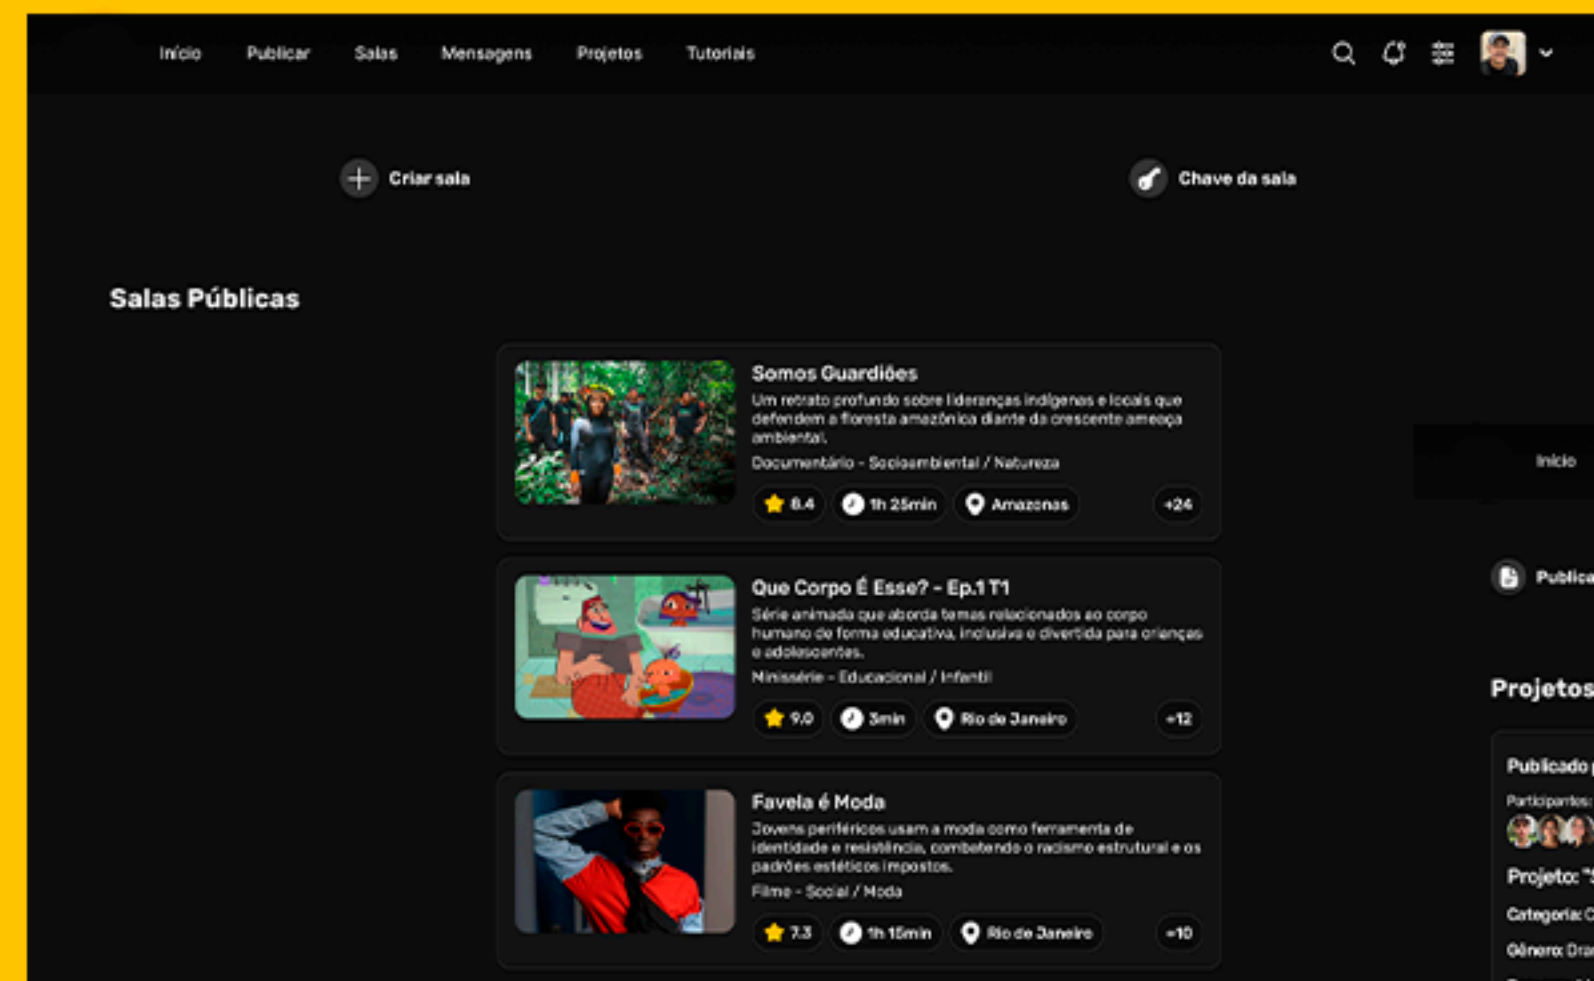 Início Publicar Salas Mensagens Projetos Tutoriais
Criar sala
Chave da sala
Salas Públicas
Somos Guardiões
Um retrato profundo sobre lideranças indígenas e locais que
defendem a floresta amazônica diante da crescente ameaça
ambiental.
Documentário - Socioambiental / Natureza
8.4 1h 25min Amazonas +24
Que Corpo É Esse? - Ep.1 T1
Série animada que aborda temas relacionados ao corpo
humano de forma educativa, inclusiva e divertida para crianças
e adolescentes.
Minissérie - Educacional / Infantil
9.0 3min Rio de Janeiro +12
Favela é Moda
Jovens periféricos usam a moda como ferramenta de
identidade e resistência, combatendo o racismo estrutural e os
padrões estéticos impostos.
Filme - Social / Moda
7.3 1h 15min Rio de Janeiro +10
Início
Publica
Projetos
Publicado
Participantes:
Projeto:
Categoria:
Gênero: